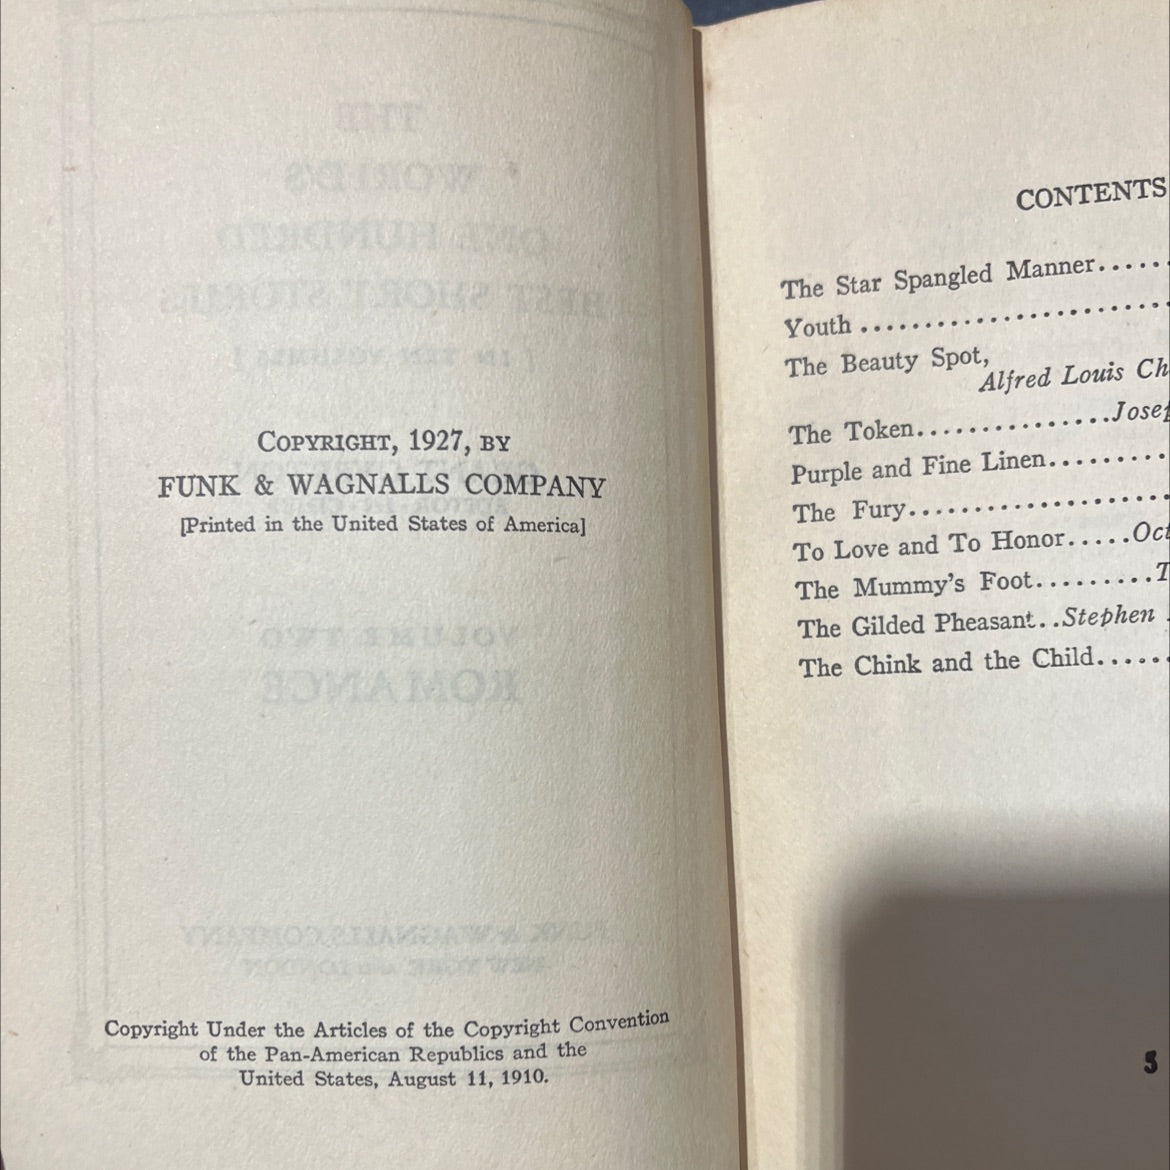 COPYRIGHT, 1927, BY
FUNK & WAGNALLS COMPANY
[Printed in the United States of America]
Copyright Under the Articles of the Copyright Convention
of the Pan-American Republics and the
United States, August 11, 1910.
CONTENTS
The Star Spangled Manner......
Youth ........................
The Beauty Spot,
Alfred Louis Ch
The Token...............Josep
Purple and Fine Linen.........
The Fury.....................
To Love and To Honor.....Oct
The Mummy's Foot.........T
The Gilded Pheasant..Stephen
The Chink and the Child......
5